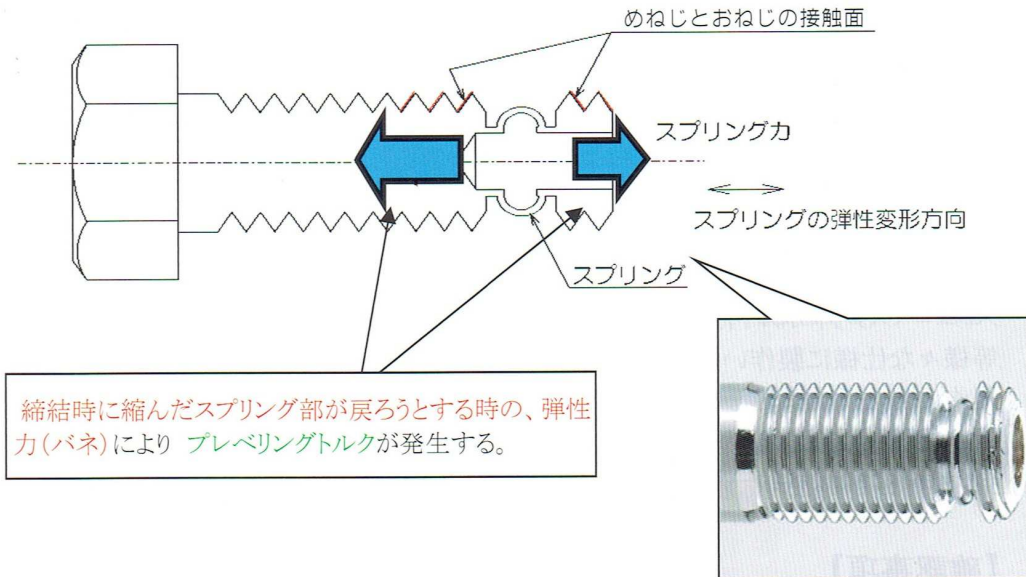 めねじとおねじの接触面
スプリング力
スプリングの弾性変形方向
スプリング
締結時に縮んだスプリング部が戻ろうとする時の、弾性
力(バネ)により プレベリングトルクが発生する。